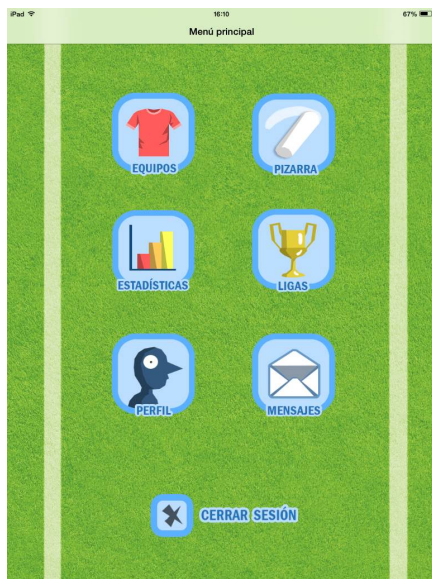 iPad 16:10 67%
Menú principal
EQUIPOS PIZARRA
ESTADÍSTICAS LIGAS
PERFIL MENSAJES
CERRAR SESIÓN